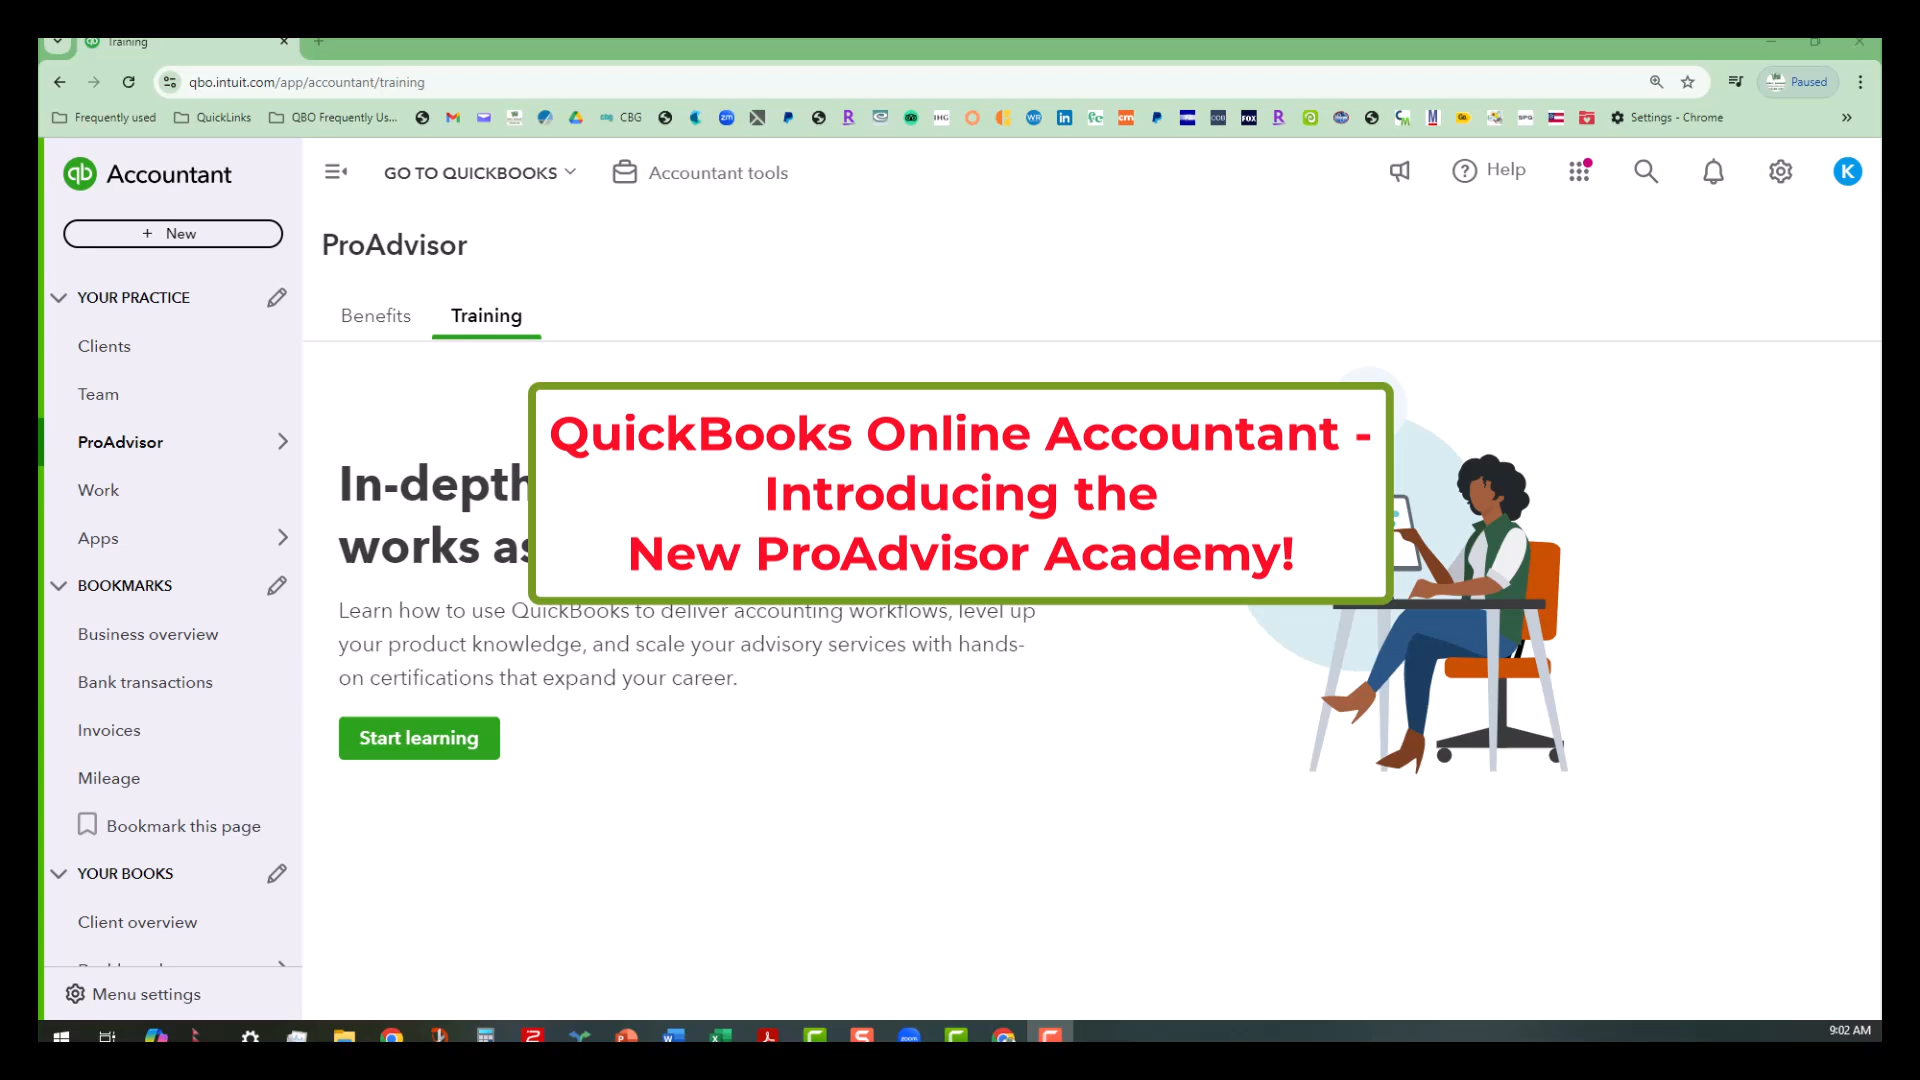 Training
qbo.intuit.com/app/accountant/training
Paused
Frequently used
QuickLinks
QBO Frequently Us...
CBG
Settings - Chrome
qb Accountant
GO TO QUICKBOOKS
Accountant tools
Help
K
+ New
ProAdvisor
YOUR PRACTICE
Benefits
Training
Clients
Team
ProAdvisor
Work
Apps
QuickBooks Online Accountant -
Introducing the
New ProAdvisor Academy!
In-depth
works as
Learn how to use QuickBooks to deliver accounting workflows, level up
your product knowledge, and scale your advisory services with hands-
on certifications that expand your career.
Start learning
BOOKMARKS
Business overview
Bank transactions
Invoices
Mileage
Bookmark this page
YOUR BOOKS
Client overview
Menu settings
9:02 AM